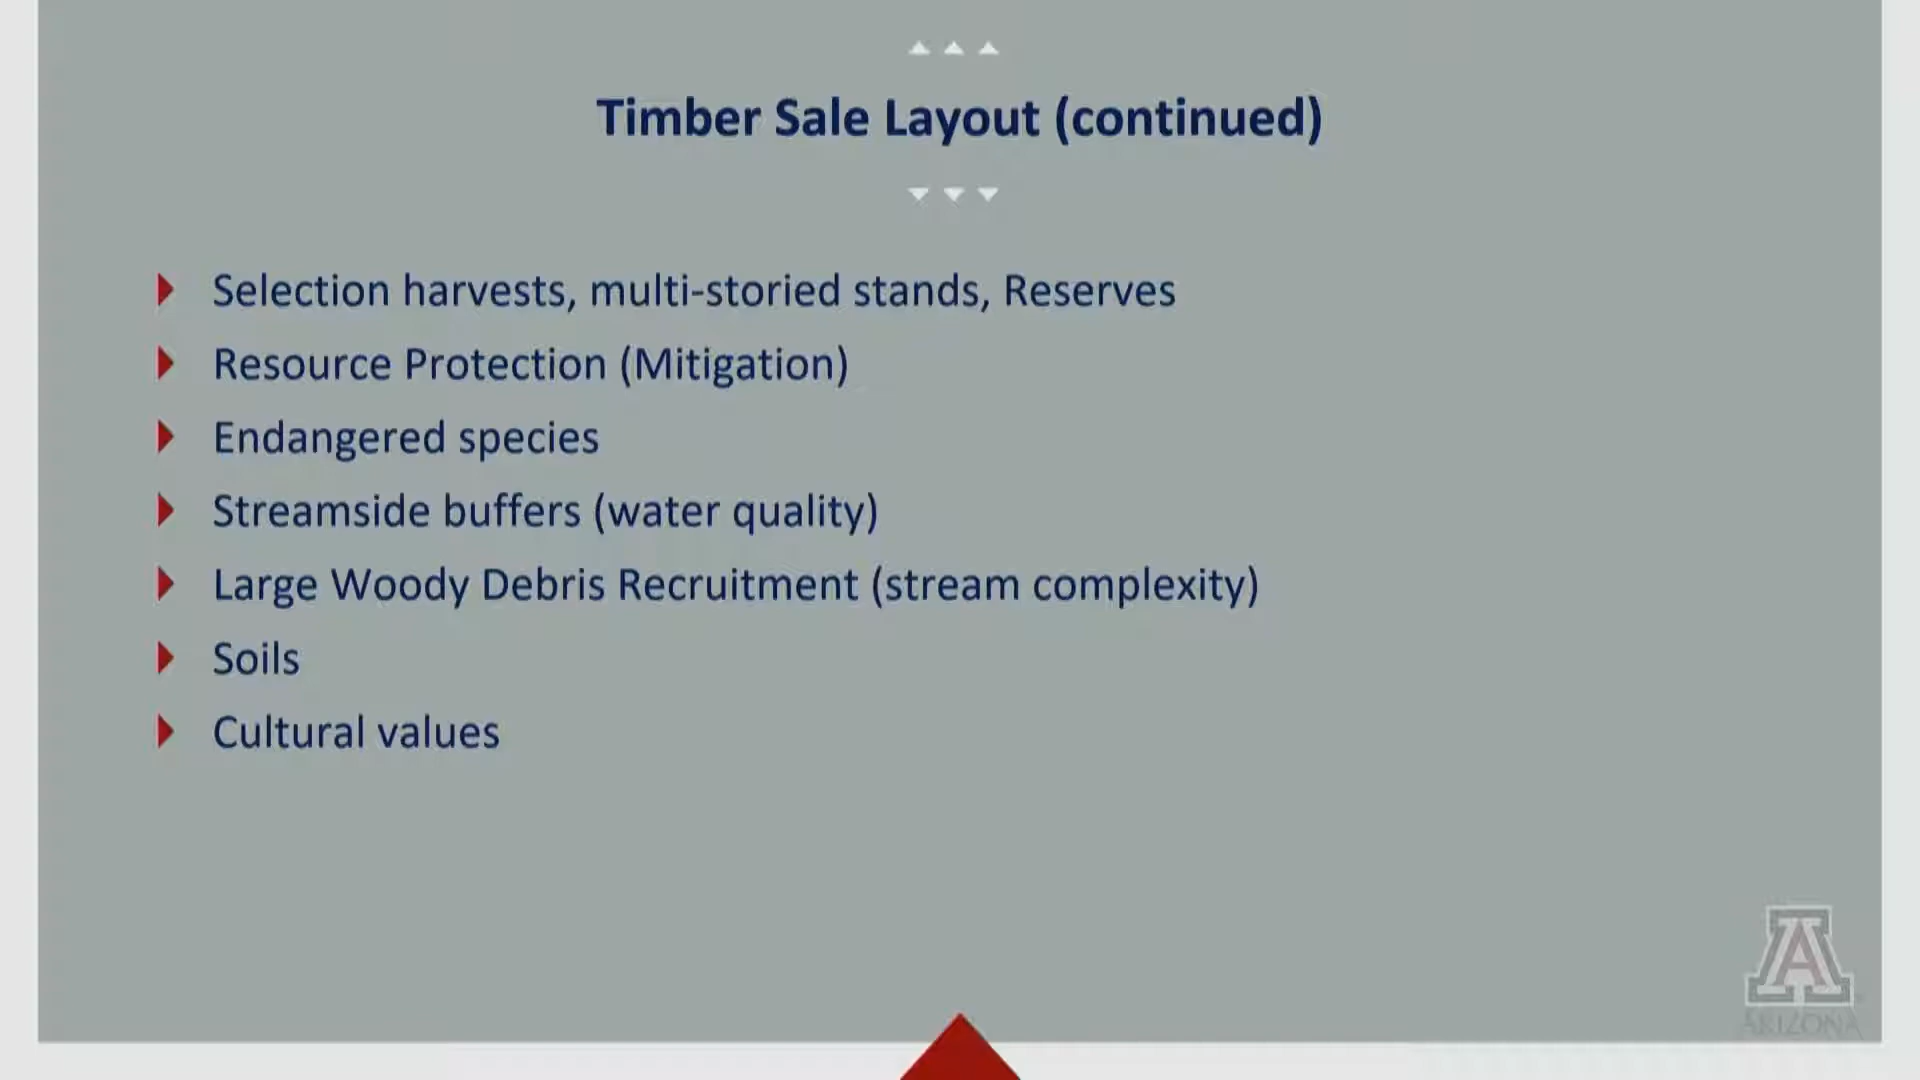 Timber Sale Layout (continued)
Selection harvests, multi-storied stands, Reserves
Resource Protection (Mitigation)
Endangered species
Streamside buffers (water quality)
Large Woody Debris Recruitment (stream complexity)
Soils
Cultural values
A
ARIZONA